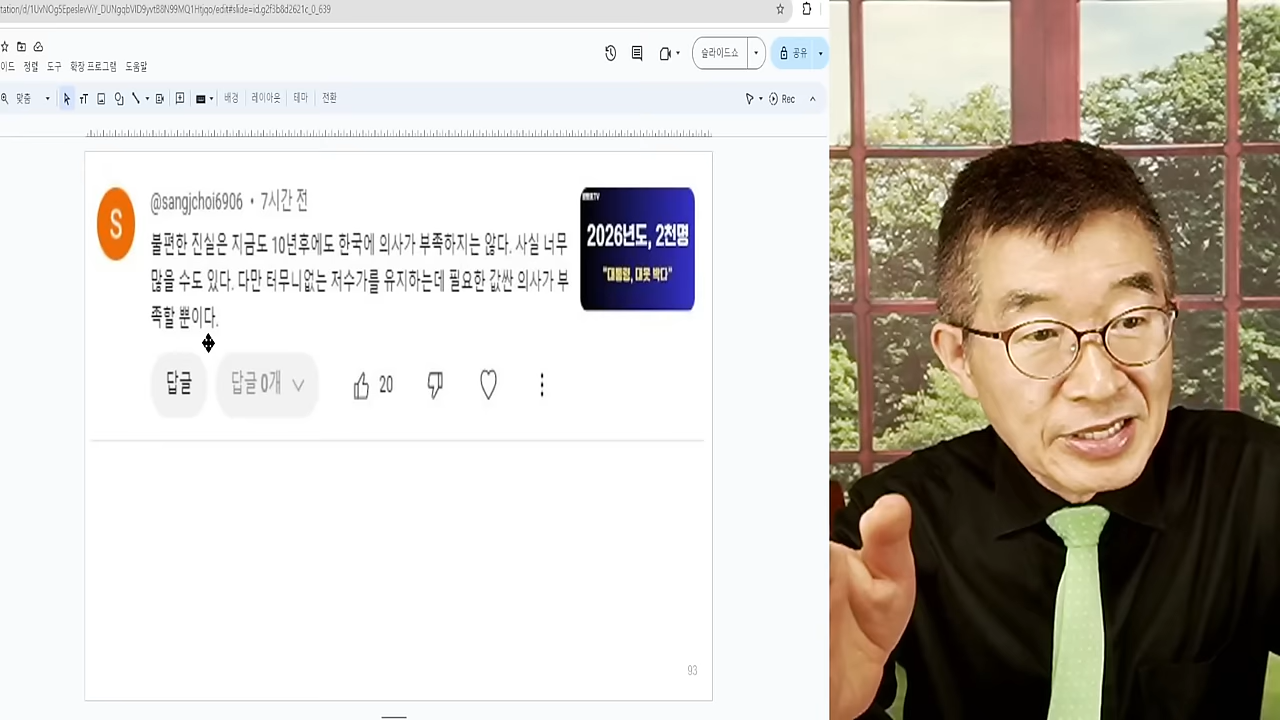 tation/d/1UvNOg5EpeslevViY_DUNgqbVID9yvtB8N99MQ1Htjqo/edit#slide=id.g2f3b8d2621c_0_639
이드 정렬 도구 확장 프로그램 도움말
슬라이드쇼
공유
맞춤
배경 레이아웃 테마 전환
Rec
@sangjchoi6906 • 7시간 전
불편한 진실은 지금도 10년후에도 한국에 의사가 부족하지는 않다. 사실 너무
많을 수도 있다. 다만 터무니없는 저수가를 유지하는데 필요한 값싼 의사가 부
족할 뿐이다.
S
2026년도, 2천명
"대통령, 대못 박다"
답글
답글 0개
20
93